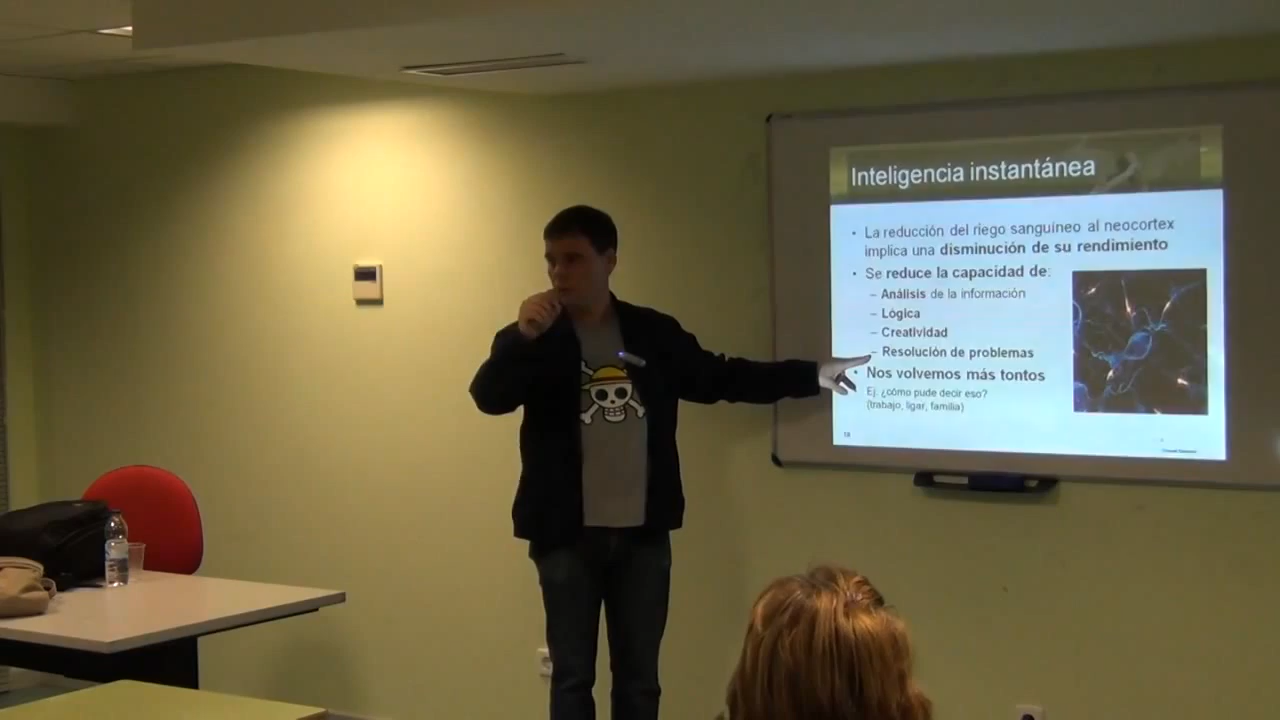 Inteligencia instantánea
• La reducción del riego sanguíneo al neocortex
implica una disminución de su rendimiento
• Se reduce la capacidad de:
– Análisis de la información
– Lógica
– Creatividad
– Resolución de problemas
• Nos volvemos más tontos
Ej. ¿cómo pude decir eso?
(trabajo, ligar, familia)
18